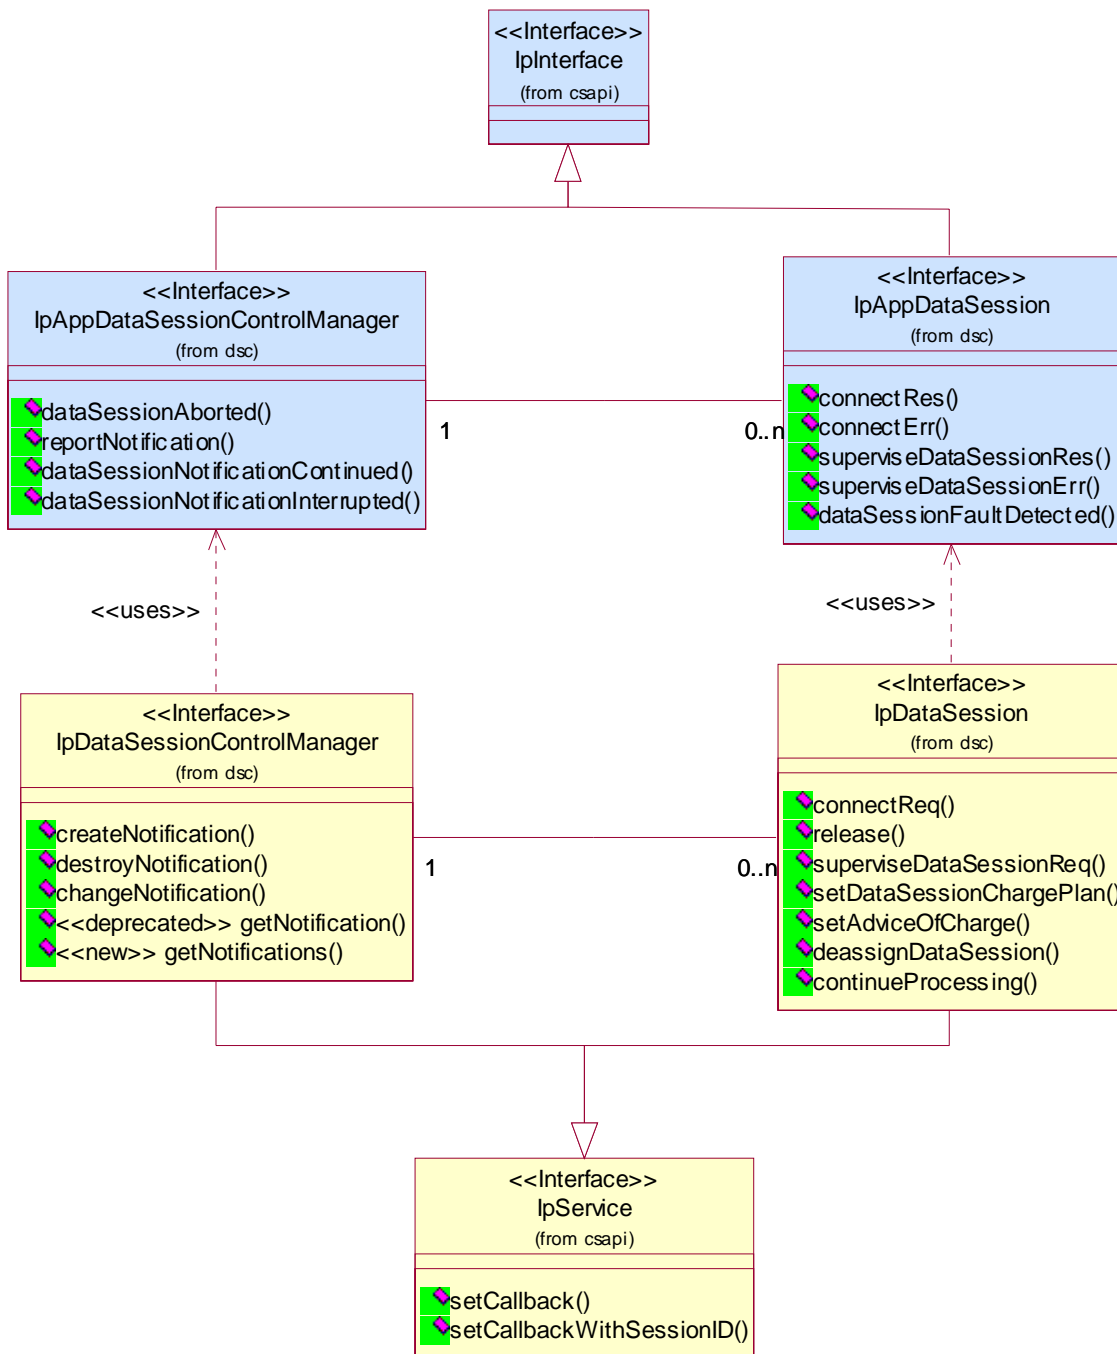 <<Interface>>
IpInterface
(from csapi)
<<Interface>>
IpAppDataSessionControlManager
(from dsc)
dataSessionAborted()
reportNotification()
dataSessionNotificationContinued()
dataSessionNotificationInterrupted()
<<Interface>>
IpAppDataSession
(from dsc)
connectRes()
connectErr()
superviseDataSessionRes()
superviseDataSessionErr()
dataSessionFaultDetected()
1
0..n
<<uses>>
<<uses>>
<<Interface>>
IpDataSessionControlManager
(from dsc)
createNotification()
destroyNotification()
changeNotification()
<<deprecated>> getNotification()
<<new>> getNotifications()
<<Interface>>
IpDataSession
(from dsc)
connectReq()
release()
superviseDataSessionReq()
setDataSessionChargePlan()
setAdviceOfCharge()
deassignDataSession()
continueProcessing()
1
0..n
<<Interface>>
IpService
(from csapi)
setCallback()
setCallbackWithSessionID()